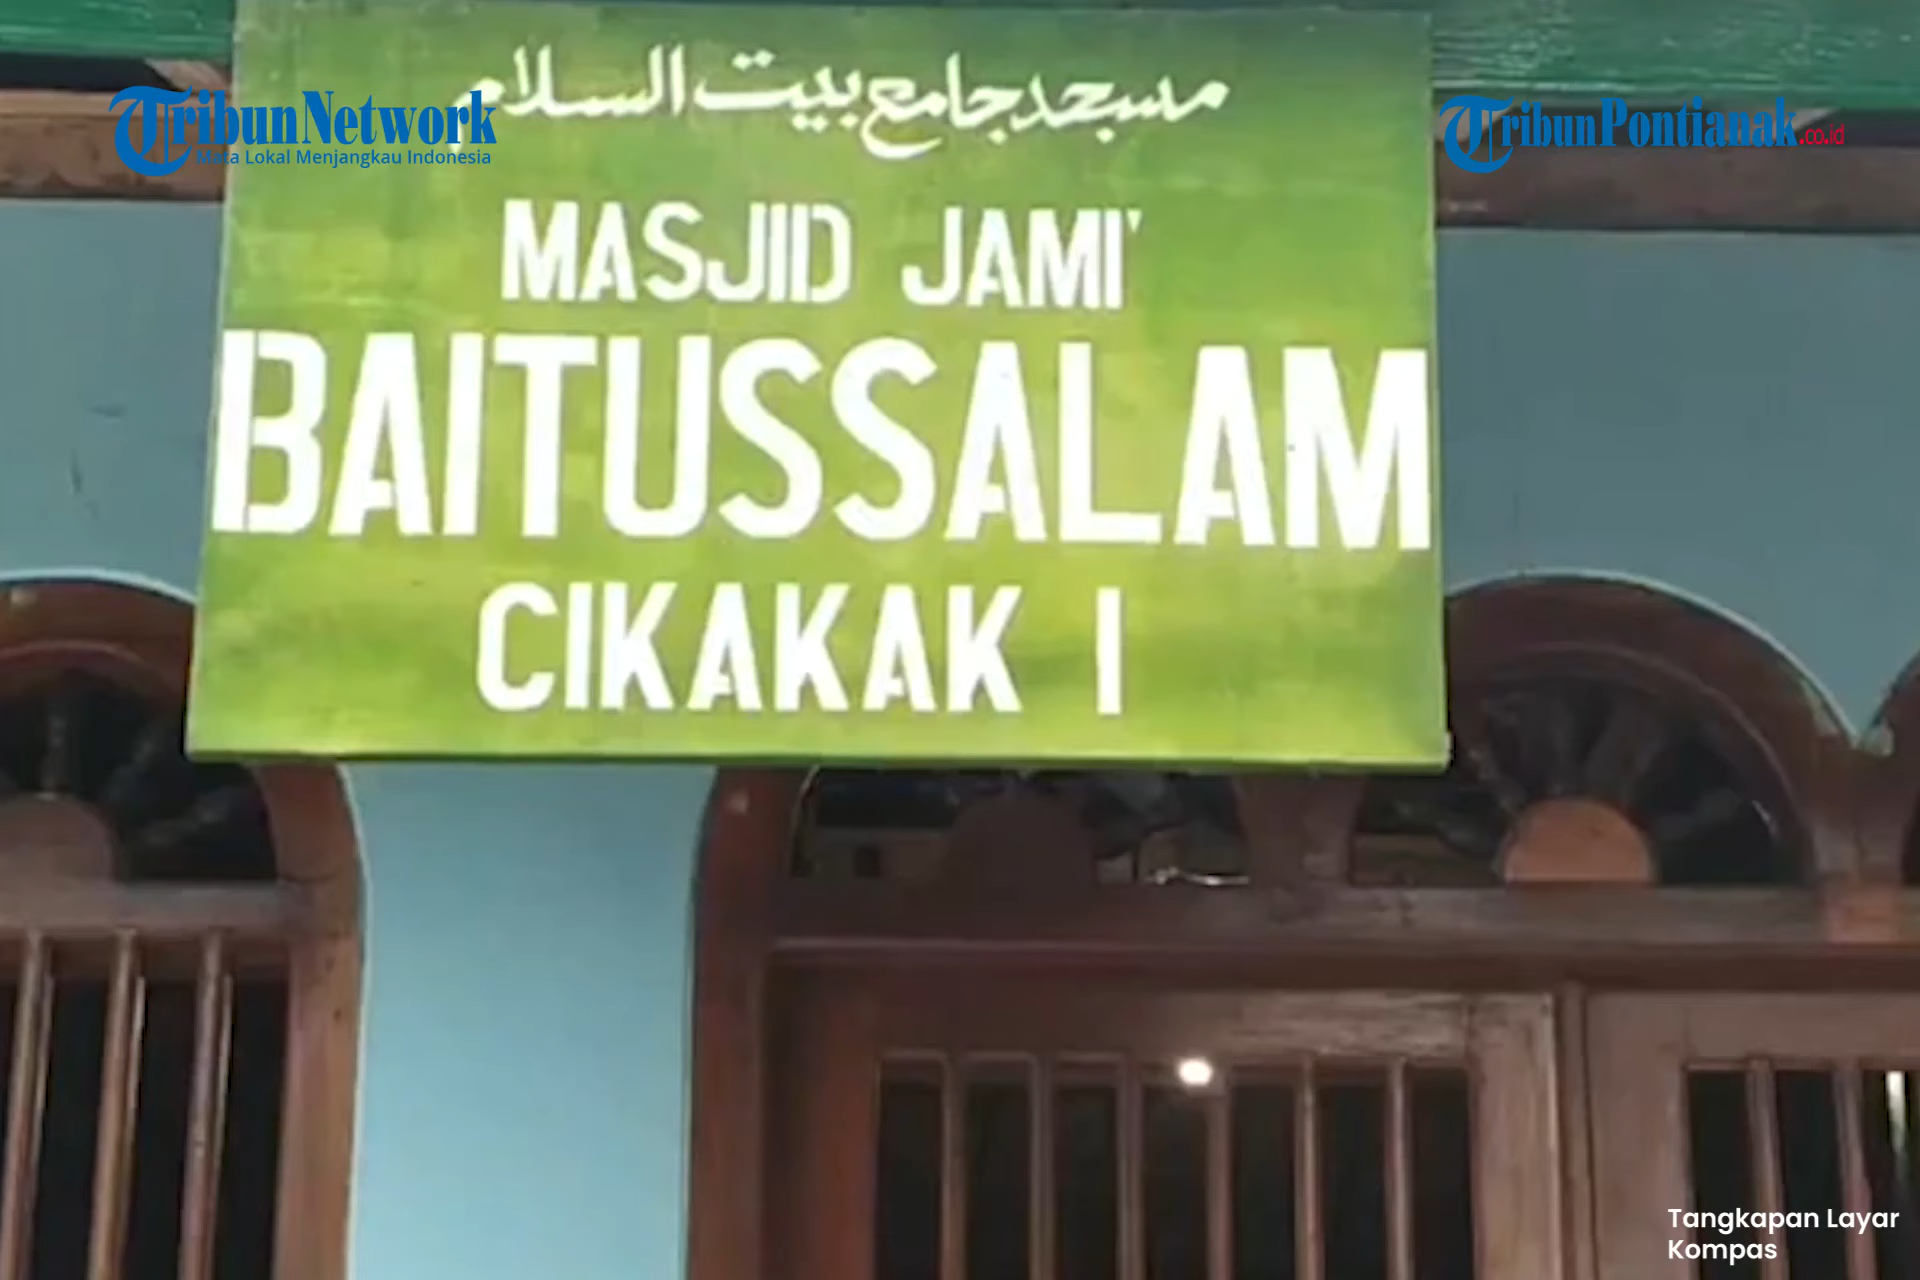 مسجد جامع بيت السلام
TribunNetwork
Mata Lokal Menjangkau Indonesia
TribunPontianak.co.id
MASJID JAMI'
BAITUSSALAM
CIKAKAK I
Tangkapan Layar
Kompas